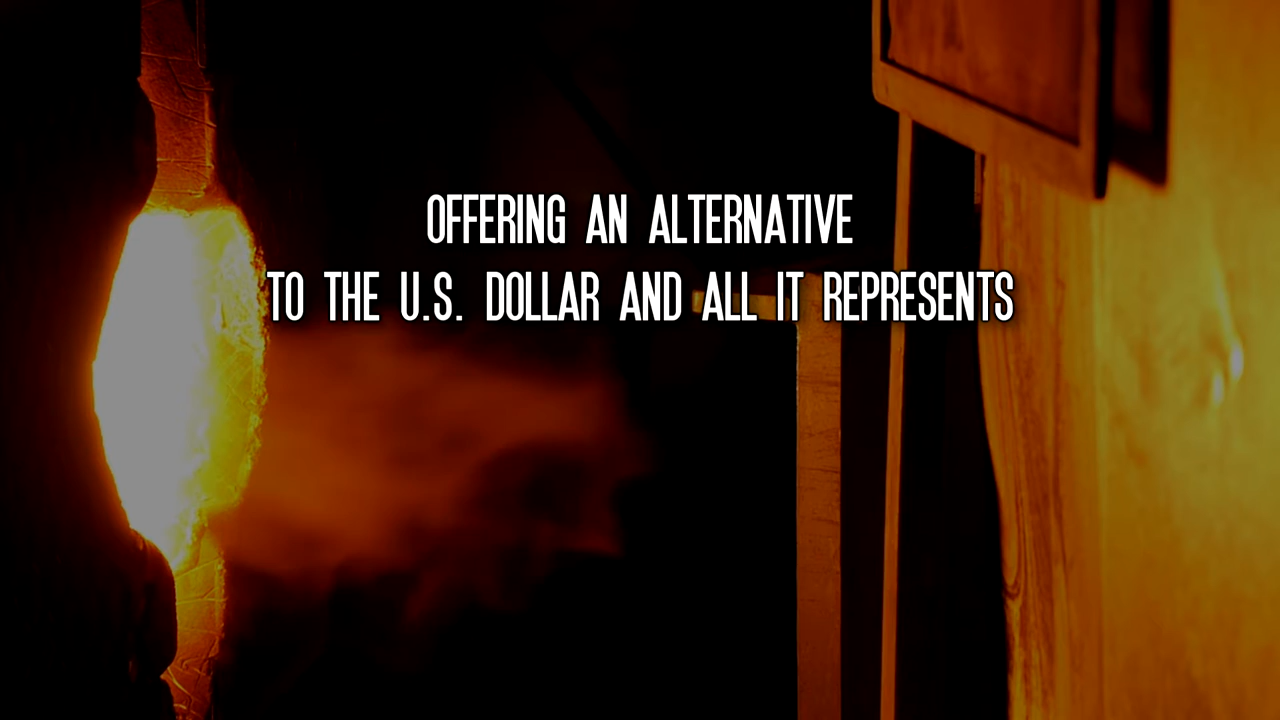 OFFERING AN ALTERNATIVE
TO THE U.S. DOLLAR AND ALL IT REPRESENTS